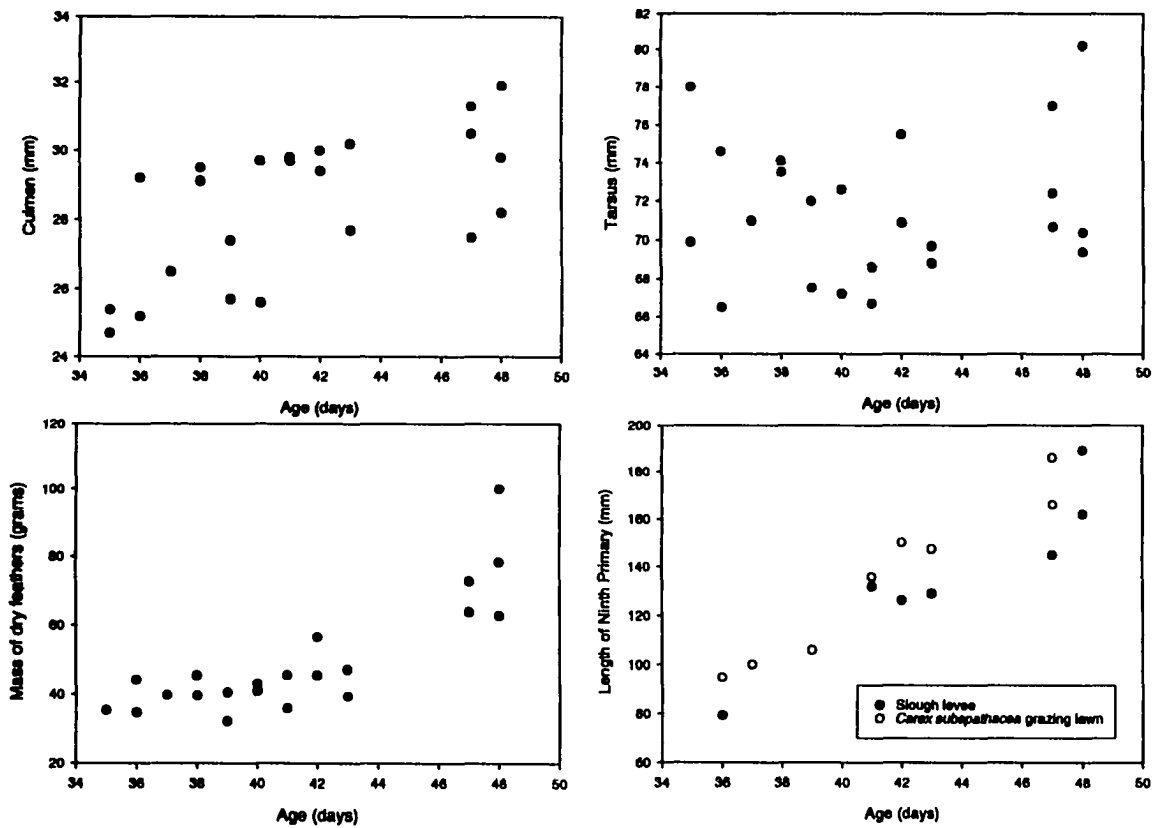 34
32
30
28
26
24
Culmen (mm)
34 36 38 40 42 44 46 48 50
Age (days)
82
80
78
76
74
72
70
68
66
64
Tarsus (mm)
34 36 38 40 42 44 46 48 50
Age (days)
120
100
80
60
40
20
Mass of dry feathers (grams)
34 36 38 40 42 44 46 48 50
Age (days)
200
180
160
140
120
100
80
60
Length of Ninth Primary (mm)
34 36 38 40 42 44 46 48 50
Age (days)
Slough levee
Carex subspathacea grazing lawn